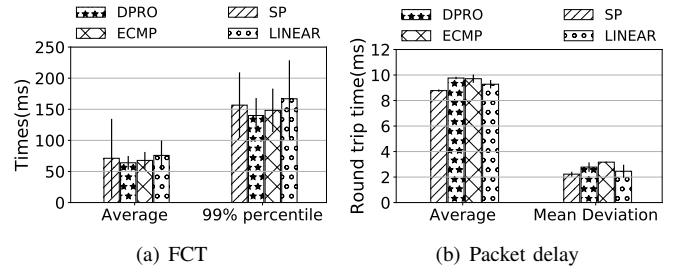 DPRO SP
ECMP LINEAR
Times(ms)
250
200
150
100
50
0
Average 99% percentile
(a) FCT
DPRO SP
ECMP LINEAR
Round trip time(ms)
12
10
8
6
4
2
0
Average Mean Deviation
(b) Packet delay